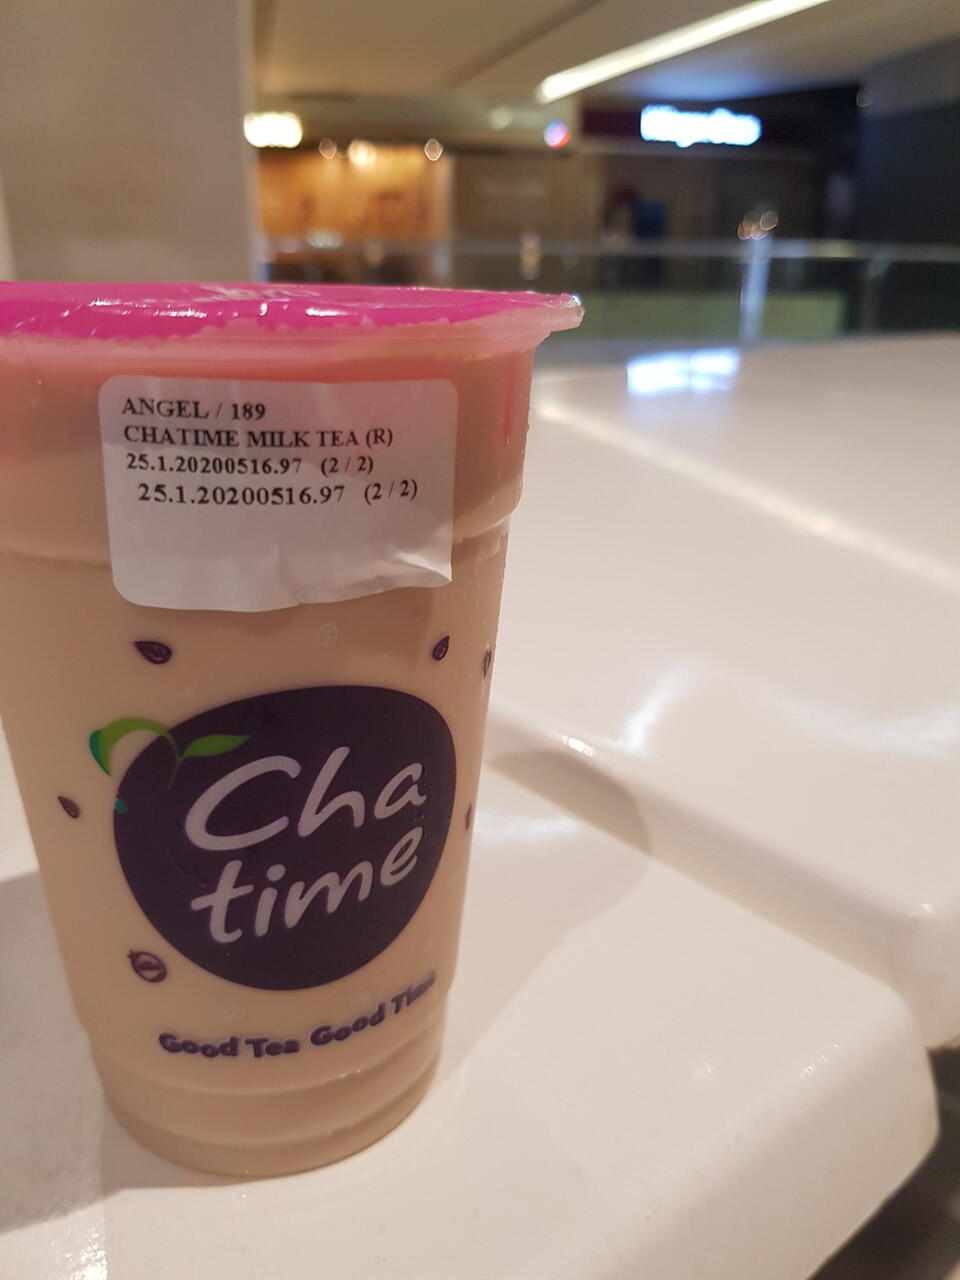 ANGEL / 189
CHATIME MILK TEA (R)
25.1.20200516.97 (2 / 2)
25.1.20200516.97 (2 / 2)
Cha
time
Good Tea Good Time